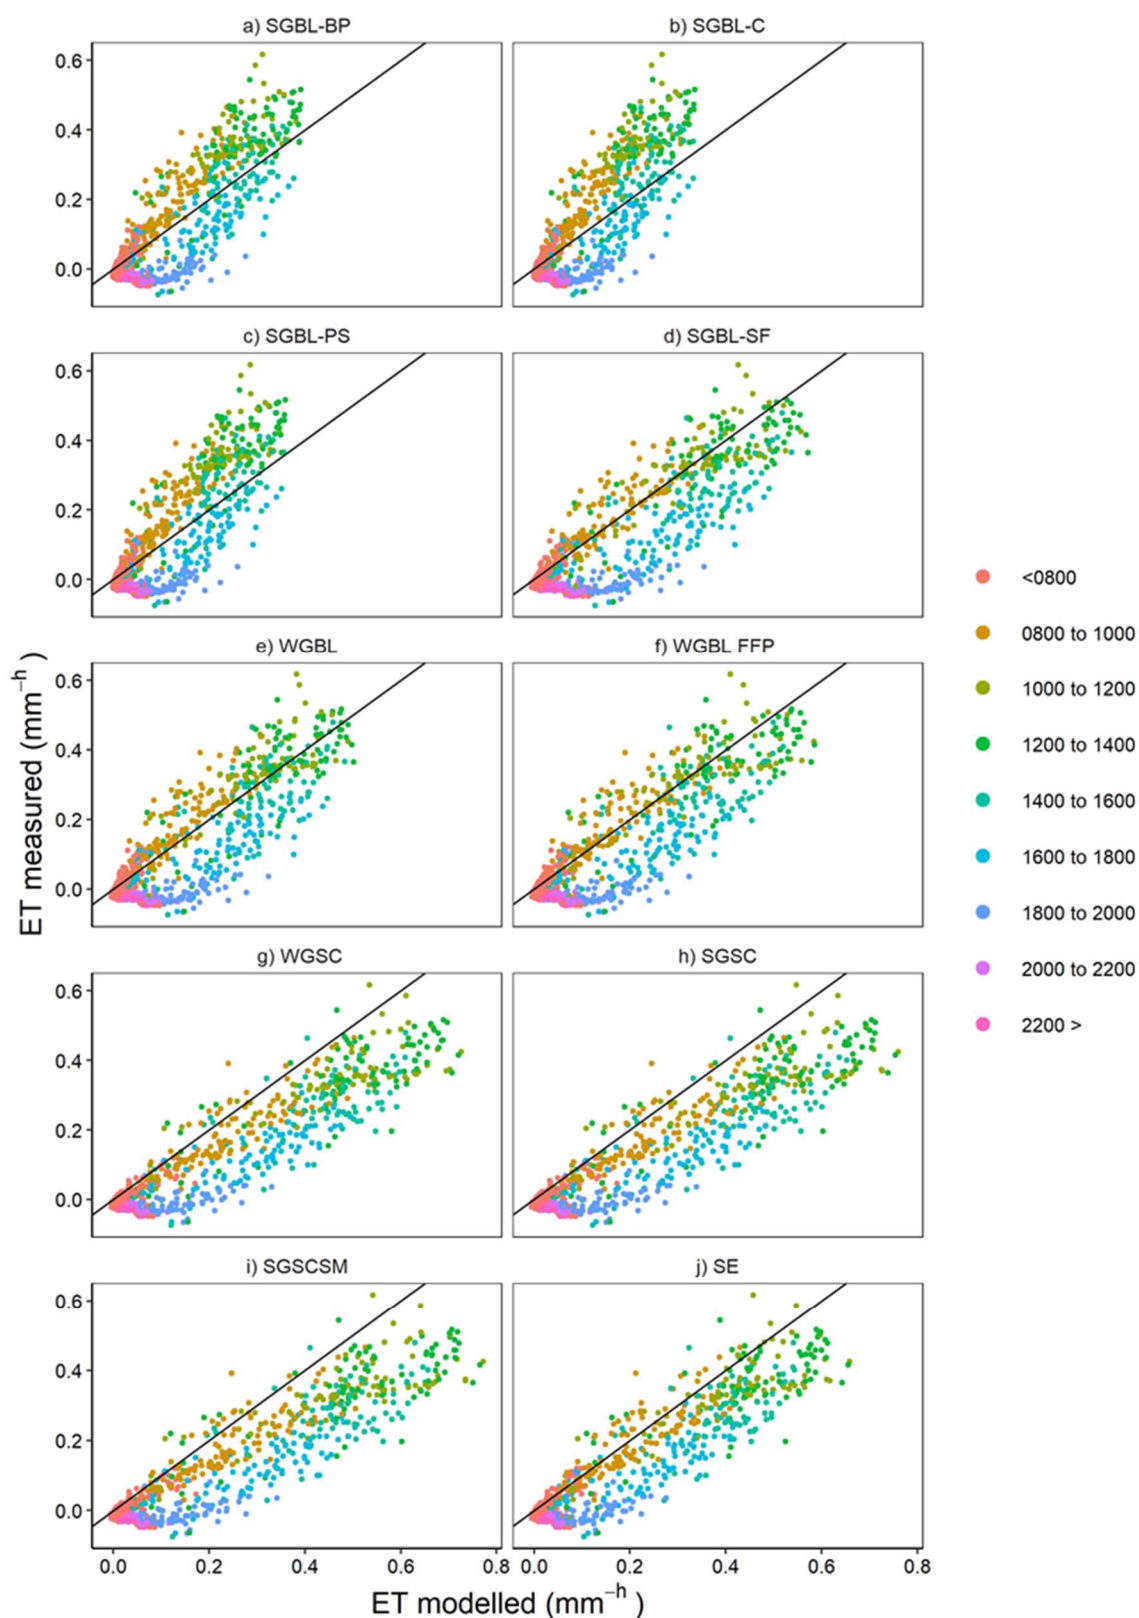 a) SGBL-BP
b) SGBL-C
0.6
0.4
0.2
0.0
c) SGBL-PS
d) SGBL-SF
0.6
0.4
0.2
0.0
e) WGBL
f) WGBL FFP
0.6
0.4
0.2
0.0
g) WGSC
h) SGSC
0.6
0.4
0.2
0.0
i) SGSCSM
j) SE
0.6
0.4
0.2
0.0
0.0 0.2 0.4 0.6 0.8
0.0 0.2 0.4 0.6 0.8
ET modelled (mm⁻ʰ )
ET measured (mm⁻ʰ )
<0800
0800 to 1000
1000 to 1200
1200 to 1400
1400 to 1600
1600 to 1800
1800 to 2000
2000 to 2200
2200 >